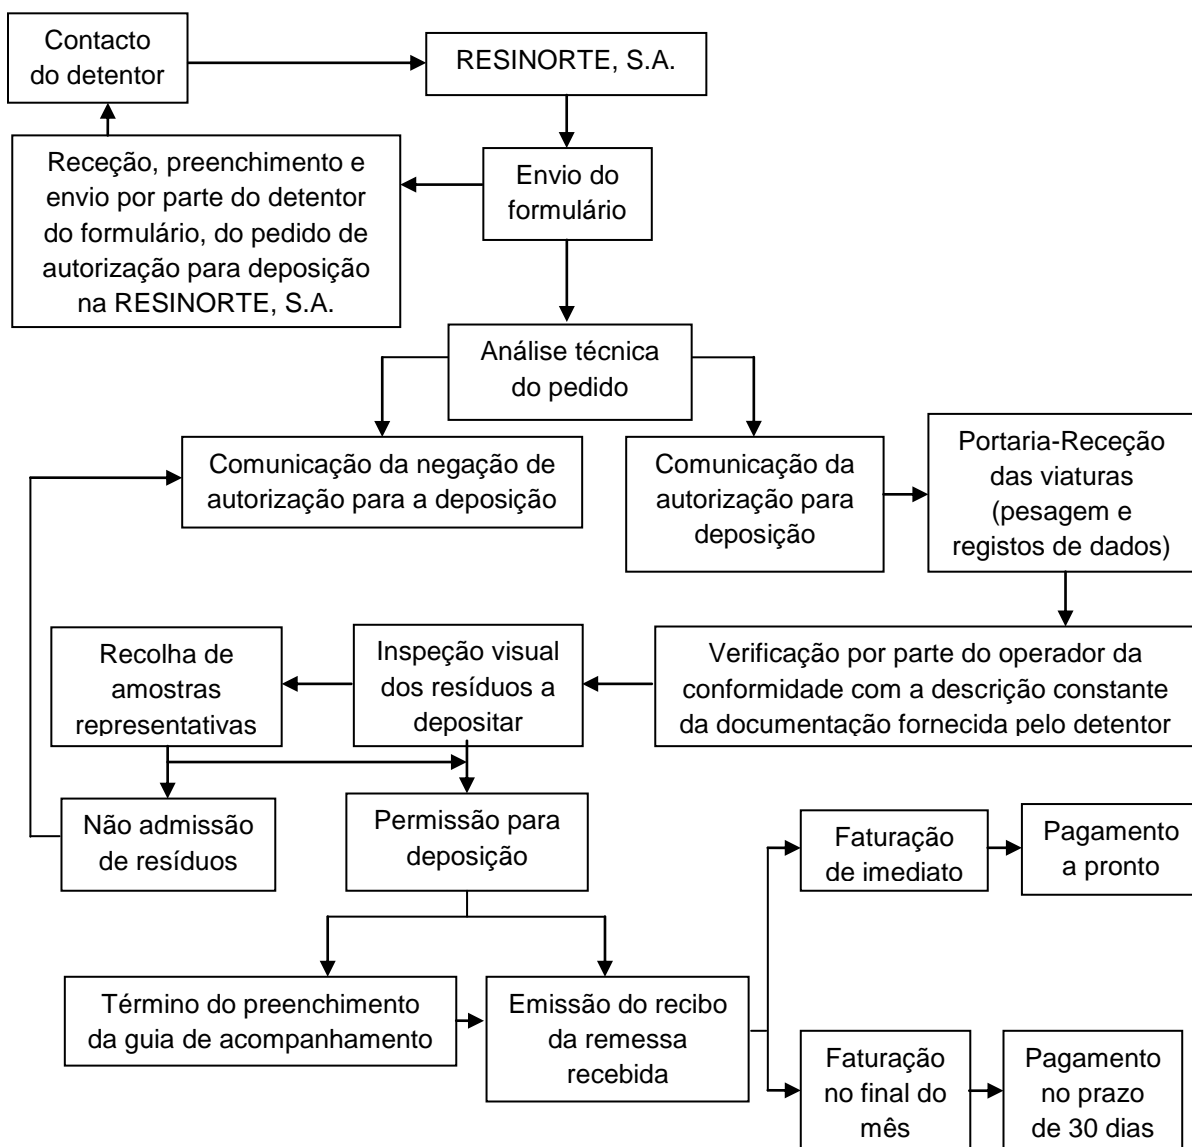 Contacto
do detentor
RESINORTE, S.A.
Receção, preenchimento e
envio por parte do detentor
do formulário, do pedido de
autorização para deposição
na RESINORTE, S.A.
Envio do
formulário
Análise técnica
do pedido
Comunicação da negação de
autorização para a deposição
Comunicação da
autorização para
deposição
Portaria-Receção
das viaturas
(pesagem e
registos de dados)
Recolha de
amostras
representativas
Inspeção visual
dos resíduos a
depositar
Verificação por parte do operador da
conformidade com a descrição constante
da documentação fornecida pelo detentor
Não admissão
de resíduos
Permissão para
deposição
Faturação
de imediato
Pagamento
a pronto
Término do preenchimento
da guia de acompanhamento
Emissão do recibo
da remessa
recebida
Faturação
no final do
mês
Pagamento
no prazo
de 30 dias